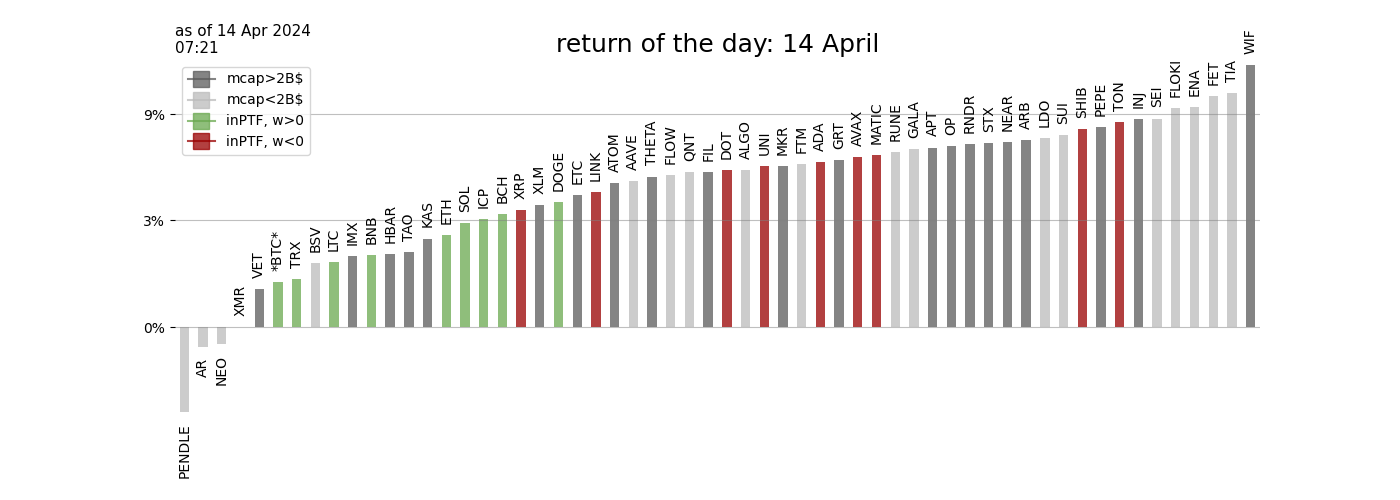 as of 14 Apr 2024
07:21
return of the day: 14 April
mcap>2B$
mcap<2B$
inPTF, w>0
inPTF, w<0
9%
3%
0%
PENDLE
AR
NEO
XMR
VET
*BTC*
TRX
BSV
LTC
IMX
BNB
HBAR
TAO
KAS
ETH
SOL
ICP
BCH
XRP
XLM
DOGE
ETC
LINK
ATOM
AAVE
THETA
FLOW
QNT
FIL
DOT
ALGO
UNI
MKR
FTM
ADA
GRT
AVAX
MATIC
RUNE
GALA
APT
OP
RNDR
STX
NEAR
ARB
LDO
SUI
SHIB
PEPE
TON
INJ
SEI
FLOKI
ENA
FET
TIA
WIF